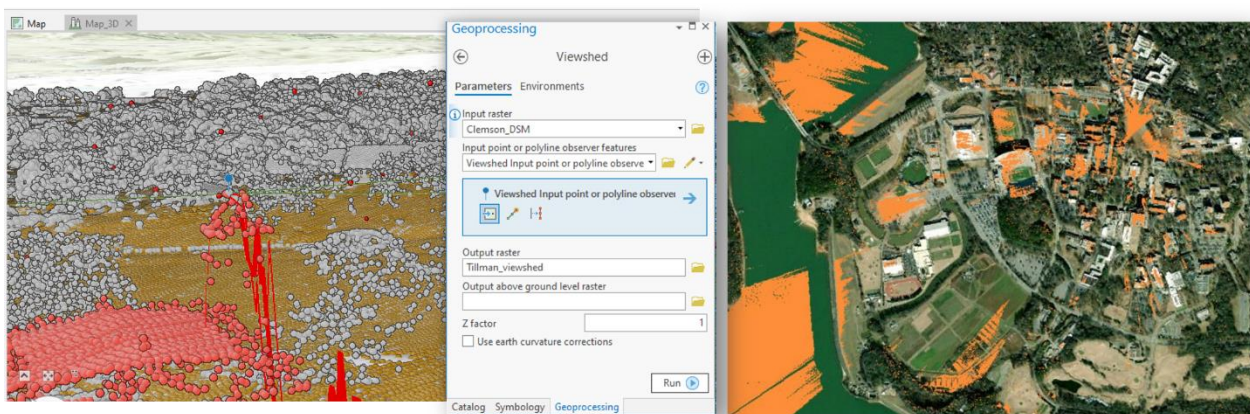 Map
Map_3D
Geoprocessing
Viewshed
Parameters Environments
Input raster
Clemson_DSM
Input point or polyline observer features
Viewshed Input point or polyline observe
Viewshed Input point or polyline observer
Output raster
Tillman_viewshed
Output above ground level raster
Z factor
1
Use earth curvature corrections
Run
Catalog Symbology Geoprocessing